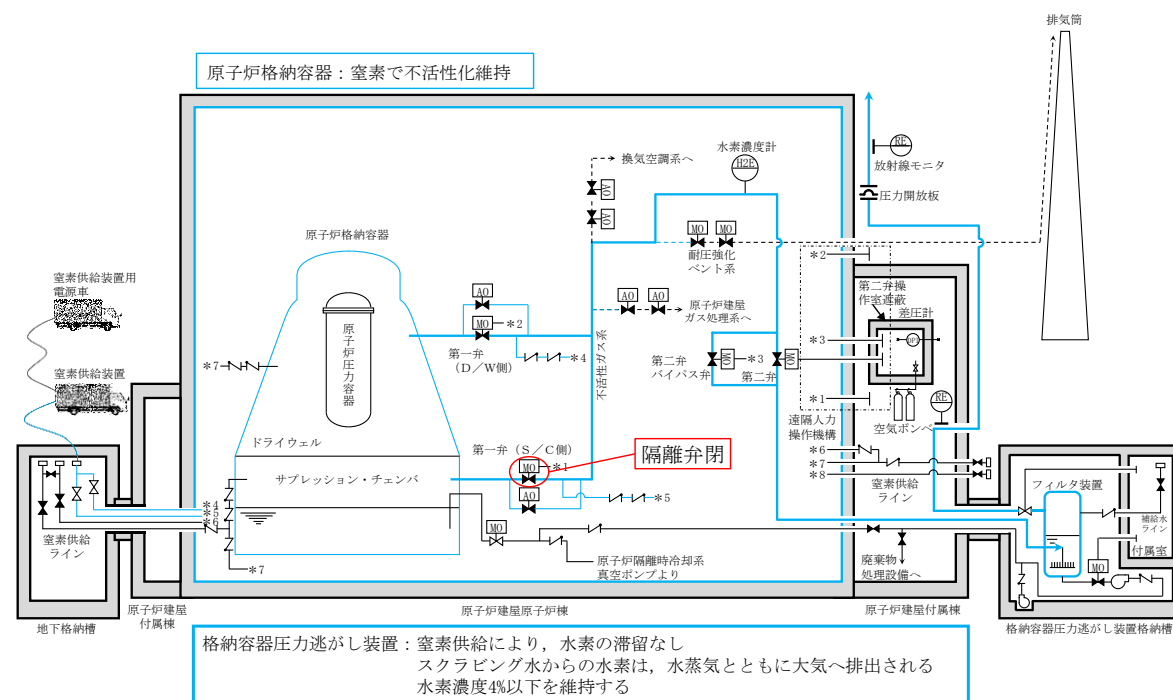 排気筒
原子炉格納容器：窒素で不活性化維持
水素濃度計
H2E
換気空調系へ
AO
AO
RE
放射線モニタ
圧力開放板
原子炉格納容器
MO
MO
耐圧強化
ベント系
＊2
窒素供給装置用
電源車
AO
MO
＊2
AO
AO
原子炉建屋
ガス処理系へ
第二弁操
作室遮蔽
差圧計
DP
原子炉圧力容器
第一弁
（D／W側）
＊4
不活性ガス系
＊3
第二弁
バイパス弁
MO
＊3
第二弁
MO
＊7
窒素供給装置
＊1
空気ボンベ
RE
遠隔人力
操作機構
ドライウェル
第一弁（S／C側）
MO
＊1
隔離弁閉
＊6
＊7
＊8
窒素供給
ライン
サプレッション・チェンバ
AO
＊5
フィルタ装置
補給水
ライン
付属室
MO
＊4
＊5
＊6
窒素供給
ライン
＊7
MO
原子炉隔離時冷却系
真空ポンプより
廃棄物
処理設備へ
地下格納槽
原子炉建屋
付属棟
原子炉建屋原子炉棟
原子炉建屋付属棟
格納容器圧力逃がし装置格納槽
格納容器圧力逃がし装置：窒素供給により，水素の滞留なし
スクラビング水からの水素は，水蒸気とともに大気へ排出される
水素濃度4%以下を維持する